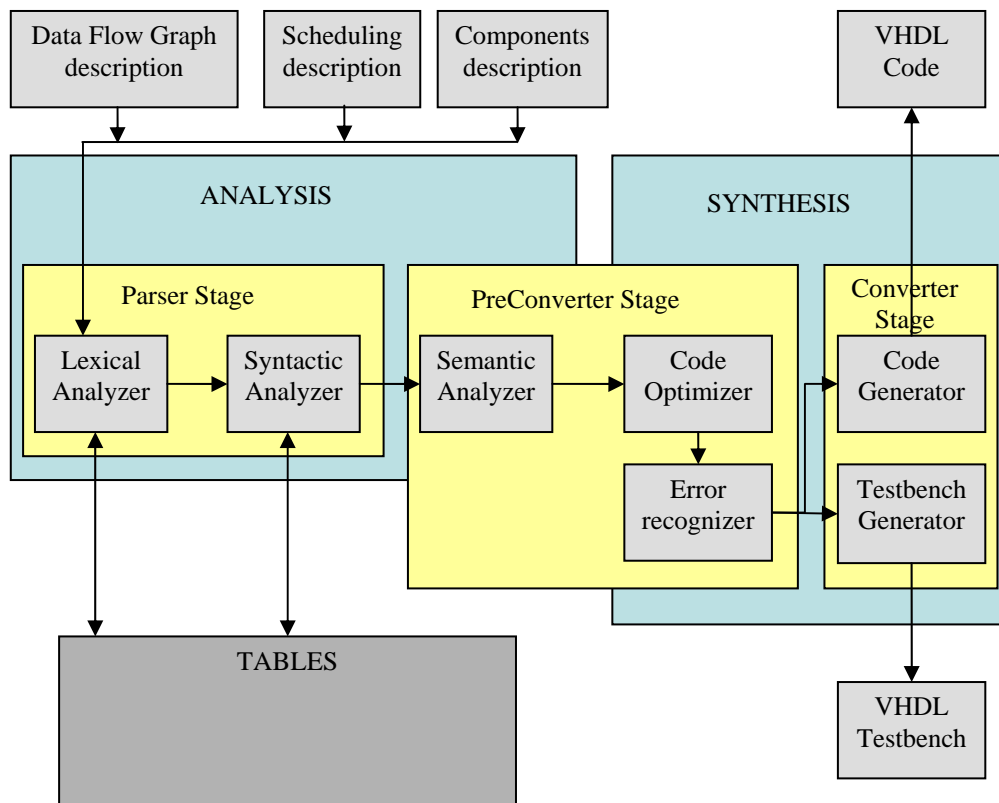 Data Flow Graph
description
Scheduling
description
Components
description
VHDL
Code
ANALYSIS
SYNTHESIS
Parser Stage
PreConverter Stage
Converter
Stage
Lexical
Analyzer
Syntactic
Analyzer
Semantic
Analyzer
Code
Optimizer
Code
Generator
Error
recognizer
Testbench
Generator
TABLES
VHDL
Testbench